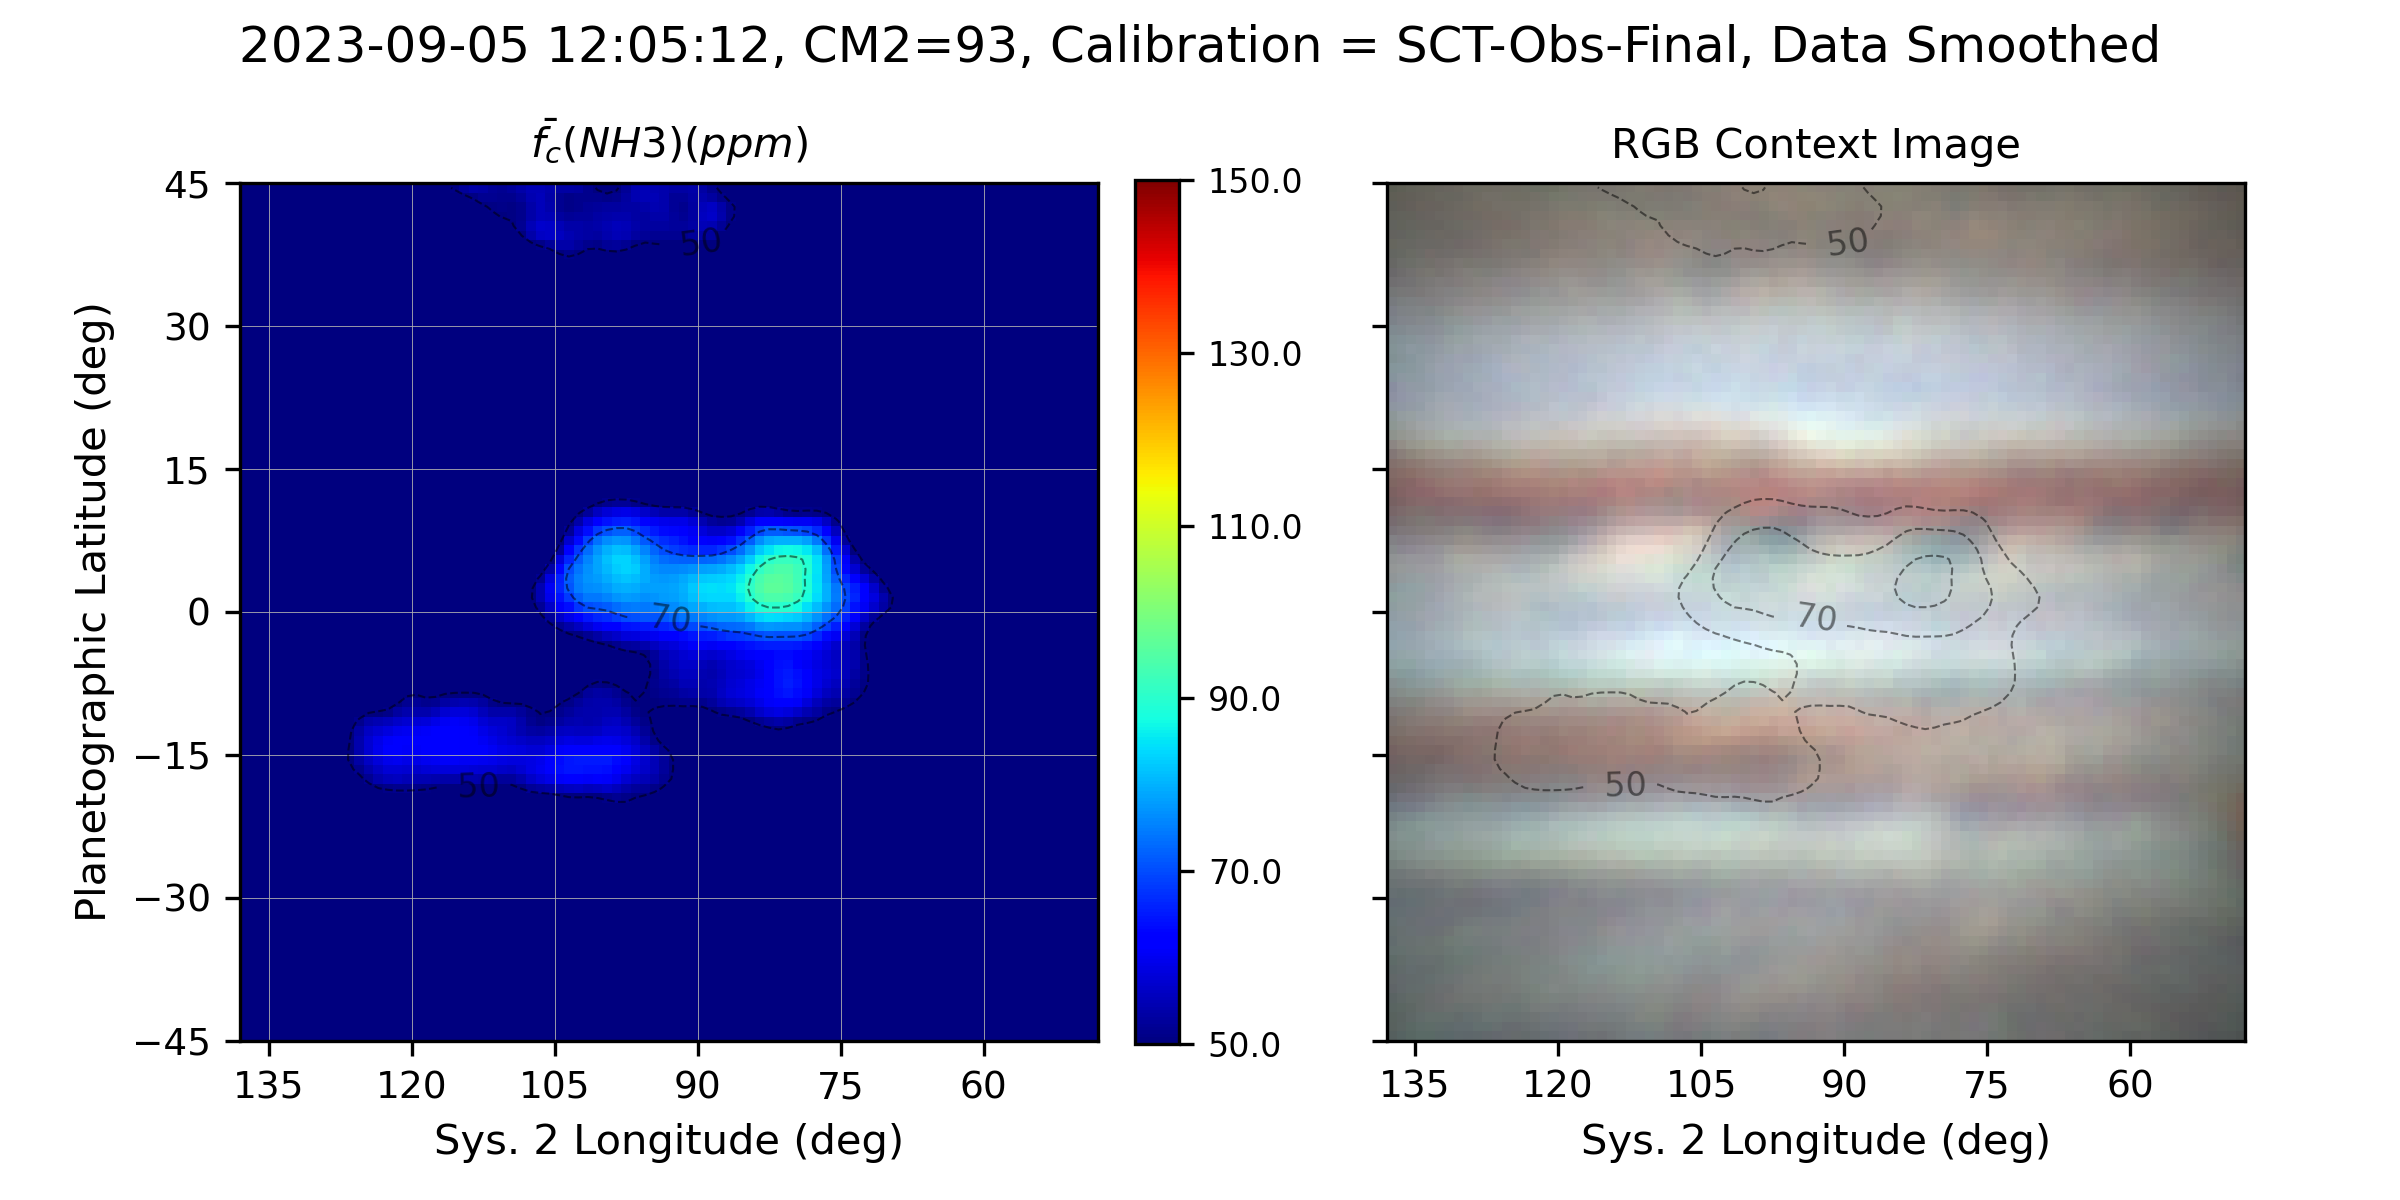 2023-09-05 12:05:12, CM2=93, Calibration = SCT-Obs-Final, Data Smoothed
f̄c(NH3)(ppm)
RGB Context Image
Planetographic Latitude (deg)
45
30
15
0
−15
−30
−45
135 120 105 90 75 60
Sys. 2 Longitude (deg)
50
70
50
150.0
130.0
110.0
90.0
70.0
50.0
50
70
50
135 120 105 90 75 60
Sys. 2 Longitude (deg)